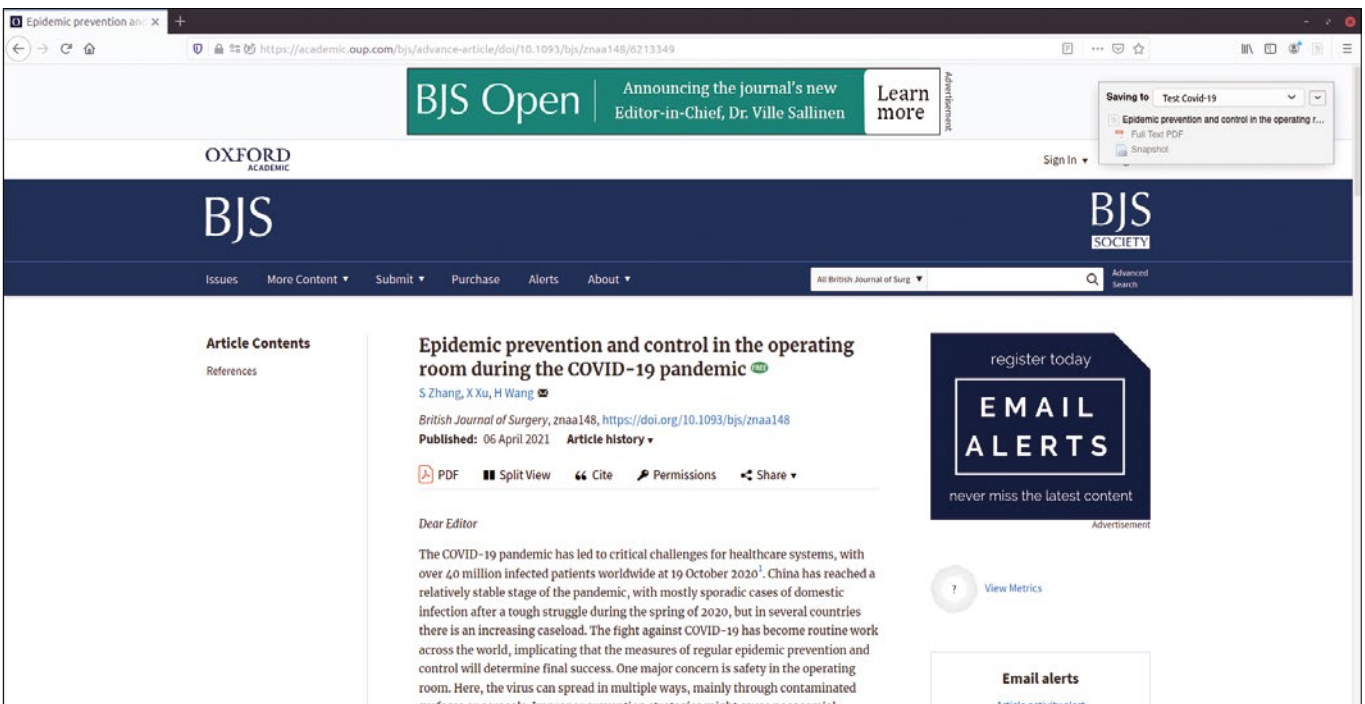 Epidemic prevention and
https://academic.oup.com/bjs/advance-article/doi/10.1093/bjs/znaa148/6213349
BJS Open
Announcing the journal's new
Editor-in-Chief, Dr. Ville Sallinen
Learn
more
Advertisement
Saving to Test Covid-19
Epidemic prevention and control in the operating r...
Full Text PDF
Snapshot
OXFORD
ACADEMIC
Sign In ▾
BJS
BJS
SOCIETY
Issues More Content ▾ Submit ▾ Purchase Alerts About ▾
All British Journal of Surg ▾
Advanced
Search
Article Contents
References
Epidemic prevention and control in the operating
room during the COVID-19 pandemic FREE
S Zhang, X Xu, H Wang
British Journal of Surgery, znaa148, https://doi.org/10.1093/bjs/znaa148
Published: 06 April 2021 Article history ▾
PDF Split View Cite Permissions Share ▾
Dear Editor
The COVID-19 pandemic has led to critical challenges for healthcare systems, with
over 40 million infected patients worldwide at 19 October 2020¹. China has reached a
relatively stable stage of the pandemic, with mostly sporadic cases of domestic
infection after a tough struggle during the spring of 2020, but in several countries
there is an increasing caseload. The fight against COVID-19 has become routine work
across the world, implicating that the measures of regular epidemic prevention and
control will determine final success. One major concern is safety in the operating
room. Here, the virus can spread in multiple ways, mainly through contaminated
register today
EMAIL
ALERTS
never miss the latest content
Advertisement
?
View Metrics
Email alerts